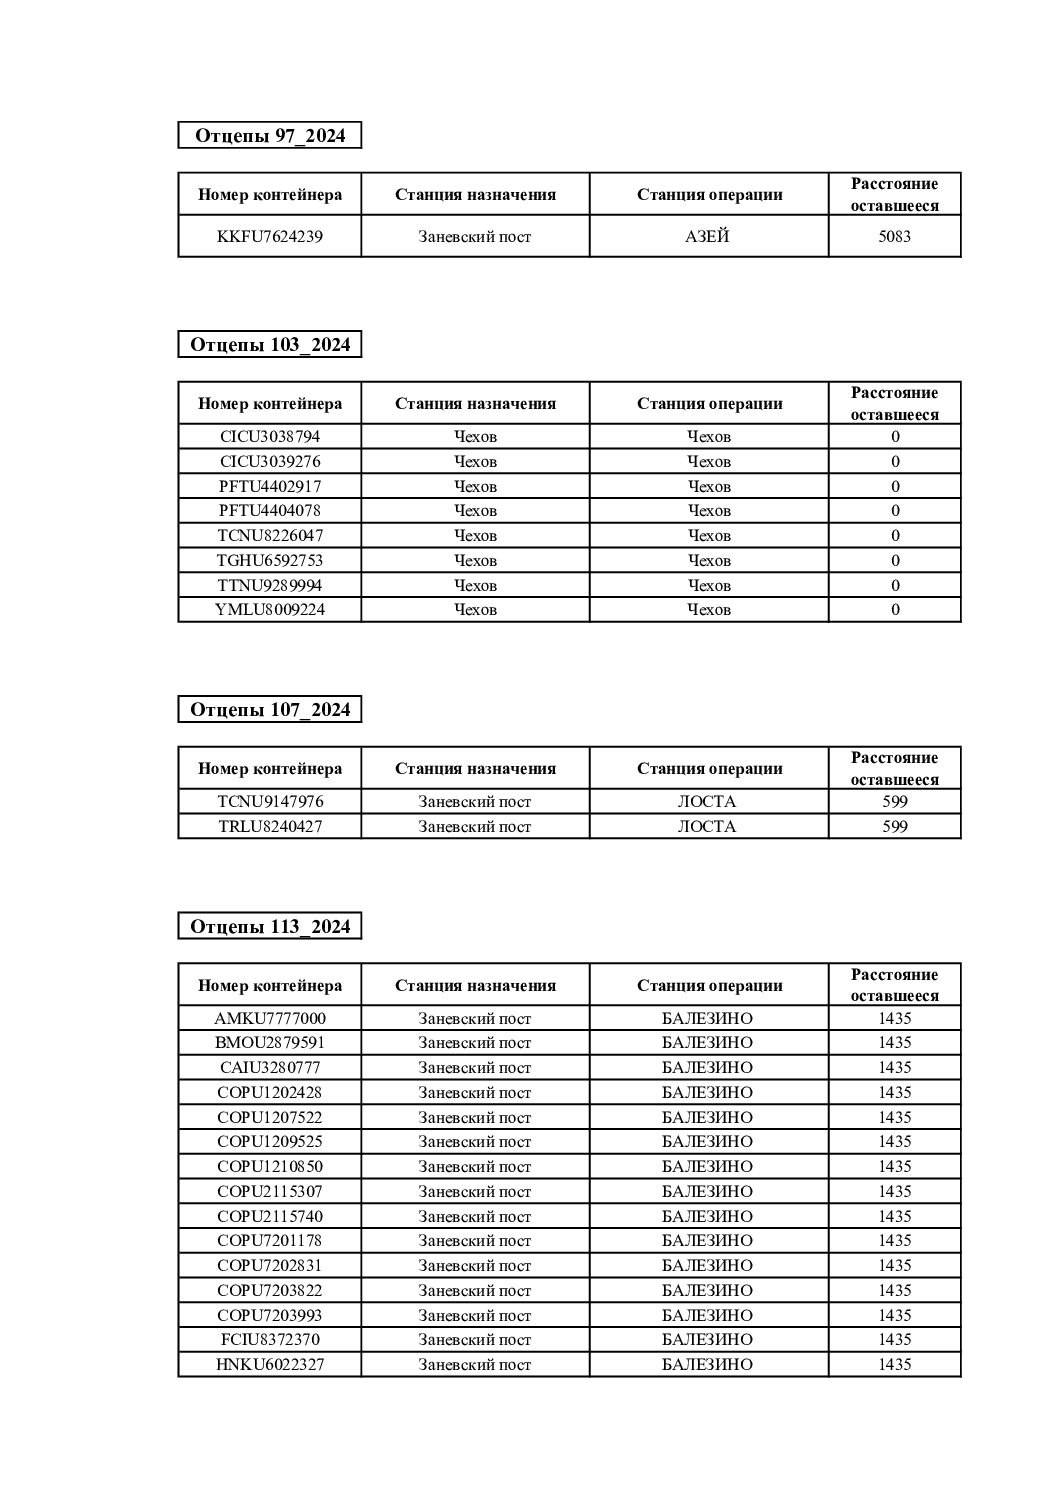 Отцепы 97_2024
Номер контейнера Станция назначения Станция операции Расстояние оставшееся
KKFU7624239 Заневский пост АЗЕЙ 5083
Отцепы 103_2024
Номер контейнера Станция назначения Станция операции Расстояние оставшееся
CICU3038794 Чехов Чехов 0
CICU3039276 Чехов Чехов 0
PFTU4402917 Чехов Чехов 0
PFTU4404078 Чехов Чехов 0
TCNU8226047 Чехов Чехов 0
TGHU6592753 Чехов Чехов 0
TTNU9289994 Чехов Чехов 0
YMLU8009224 Чехов Чехов 0
Отцепы 107_2024
Номер контейнера Станция назначения Станция операции Расстояние оставшееся
TCNU9147976 Заневский пост ЛОСТА 599
TRLU8240427 Заневский пост ЛОСТА 599
Отцепы 113_2024
Номер контейнера Станция назначения Станция операции Расстояние оставшееся
AMKU7777000 Заневский пост БАЛЕЗИНО 1435
BMOU2879591 Заневский пост БАЛЕЗИНО 1435
CAIU3280777 Заневский пост БАЛЕЗИНО 1435
COPU1202428 Заневский пост БАЛЕЗИНО 1435
COPU1207522 Заневский пост БАЛЕЗИНО 1435
COPU1209525 Заневский пост БАЛЕЗИНО 1435
COPU1210850 Заневский пост БАЛЕЗИНО 1435
COPU2115307 Заневский пост БАЛЕЗИНО 1435
COPU2115740 Заневский пост БАЛЕЗИНО 1435
COPU7201178 Заневский пост БАЛЕЗИНО 1435
COPU7202831 Заневский пост БАЛЕЗИНО 1435
COPU7203822 Заневский пост БАЛЕЗИНО 1435
COPU7203993 Заневский пост БАЛЕЗИНО 1435
FCIU8372370 Заневский пост БАЛЕЗИНО 1435
HNKU6022327 Заневский пост БАЛЕЗИНО 1435